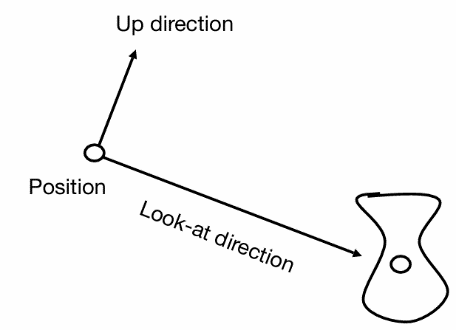 Up direction
Position
Look-at direction